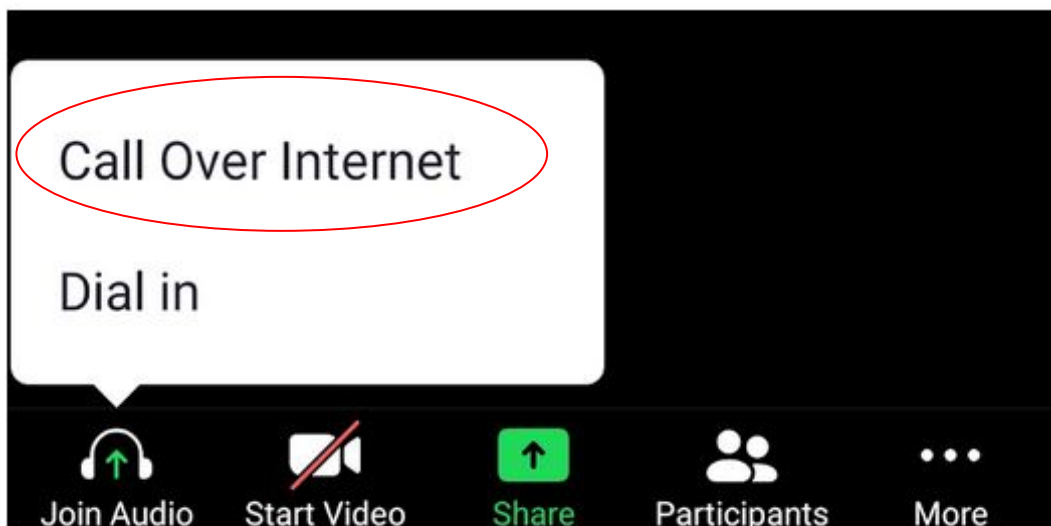 Call Over Internet
Dial in
Join Audio Start Video Share Participants More